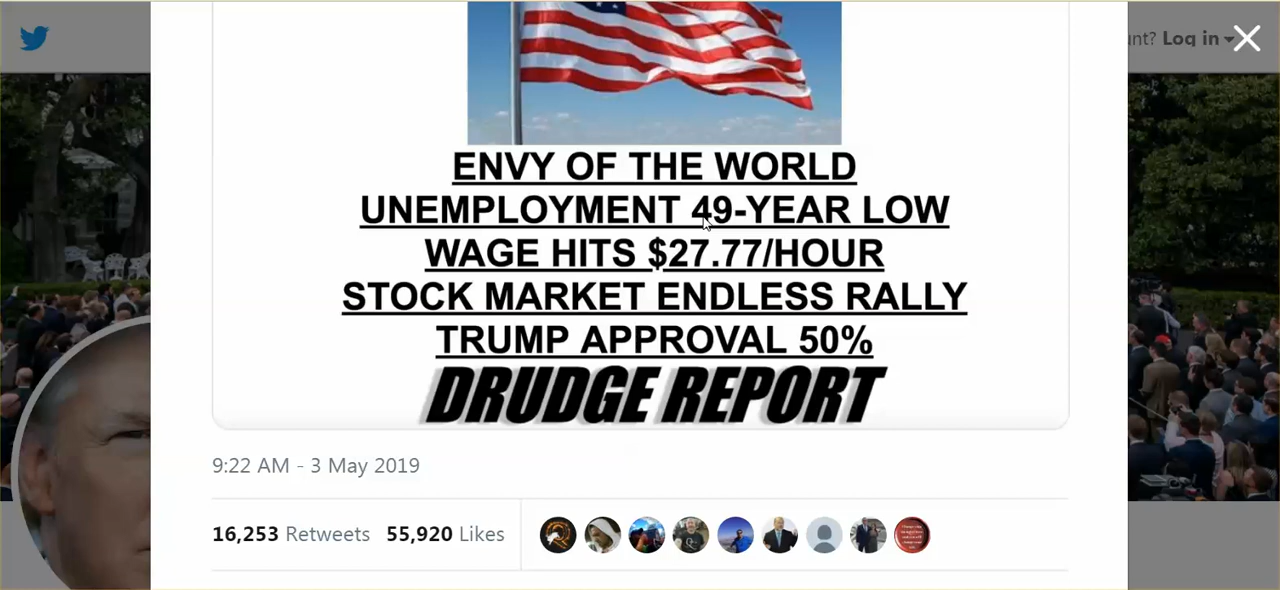 unt? Log in
ENVY OF THE WORLD
UNEMPLOYMENT 49-YEAR LOW
WAGE HITS $27.77/HOUR
STOCK MARKET ENDLESS RALLY
TRUMP APPROVAL 50%
DRUDGE REPORT
9:22 AM - 3 May 2019
16,253 Retweets 55,920 Likes